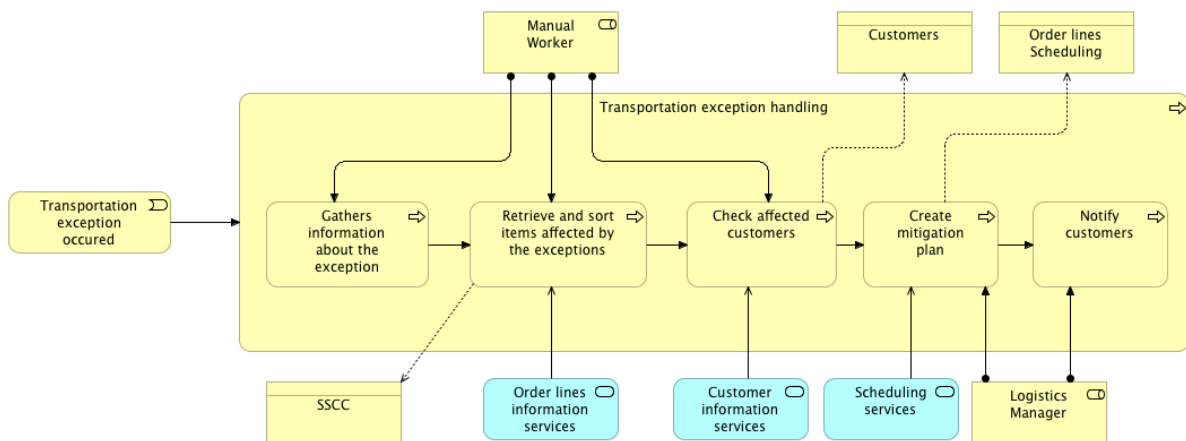 Manual
Worker
Customers
Order lines
Scheduling
Transportation exception handling
Transportation
exception
occured
Gathers
information
about the
exception
Retrieve and sort
items affected by
the exceptions
Check affected
customers
Create
mitigation
plan
Notify
customers
SSCC
Order lines
information
services
Customer
information
services
Scheduling
services
Logistics
Manager